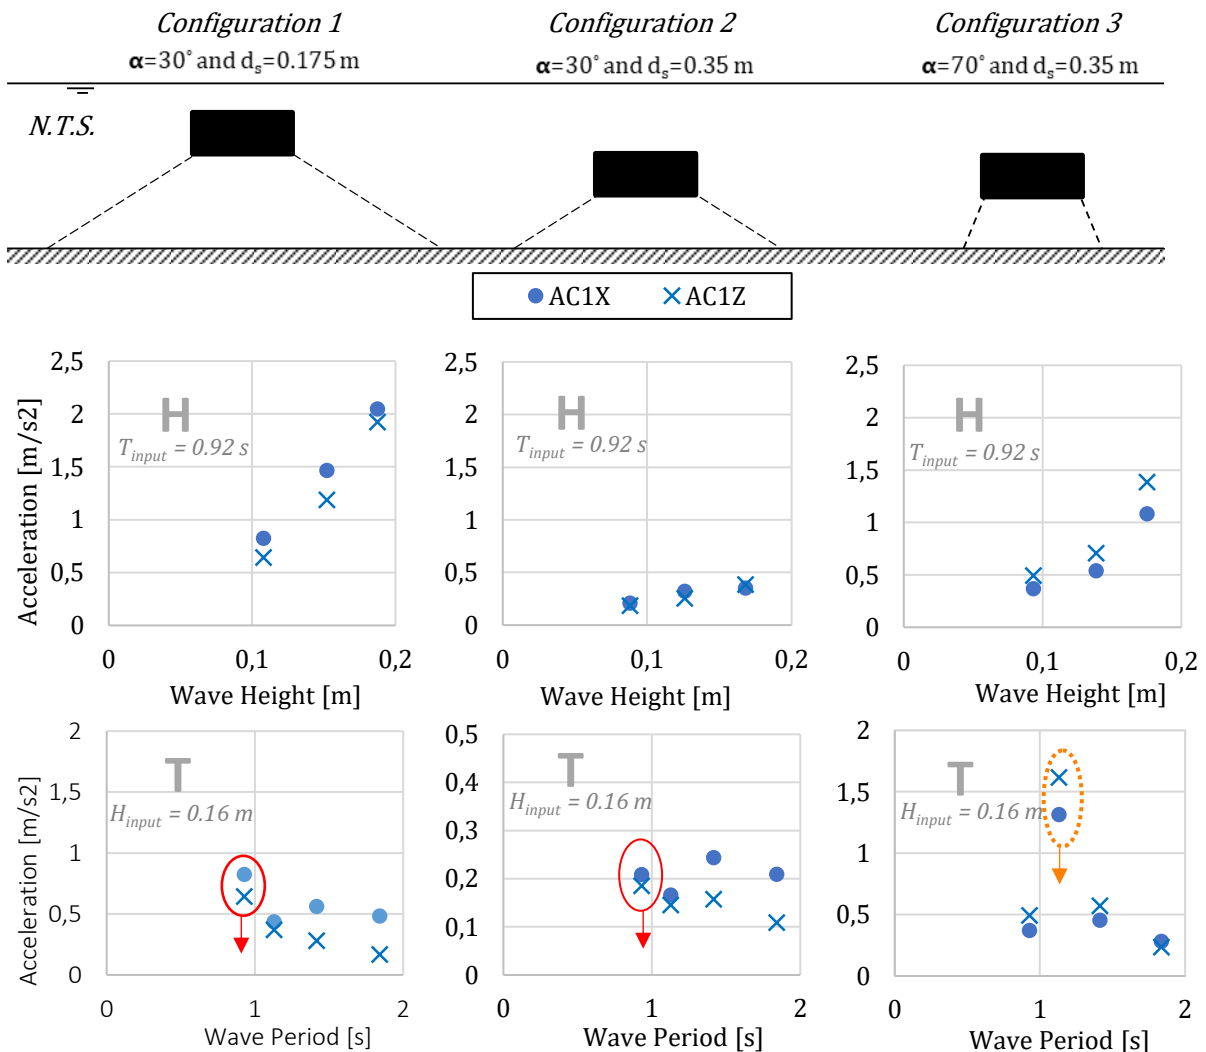 Configuration 1
α=30° and ds=0.175 m
Configuration 2
α=30° and ds=0.35 m
Configuration 3
α=70° and ds=0.35 m
N.T.S.
AC1X
AC1Z
Acceleration [m/s2]
2,5
2
1,5
1
0,5
0
H
Tinput = 0.92 s
0
0,1
0,2
Wave Height [m]
2,5
2
1,5
1
0,5
0
H
Tinput = 0.92 s
0
0,1
0,2
Wave Height [m]
2,5
2
1,5
1
0,5
0
H
Tinput = 0.92 s
0
0,1
0,2
Wave Height [m]
Acceleration [m/s2]
2
1,5
1
0,5
0
T
Hinput = 0.16 m
0
1
2
Wave Period [s]
0,5
0,4
0,3
0,2
0,1
0
T
Hinput = 0.16 m
0
1
2
Wave Period [s]
2
1,5
1
0,5
0
T
Hinput = 0.16 m
0
1
2
Wave Period [s]